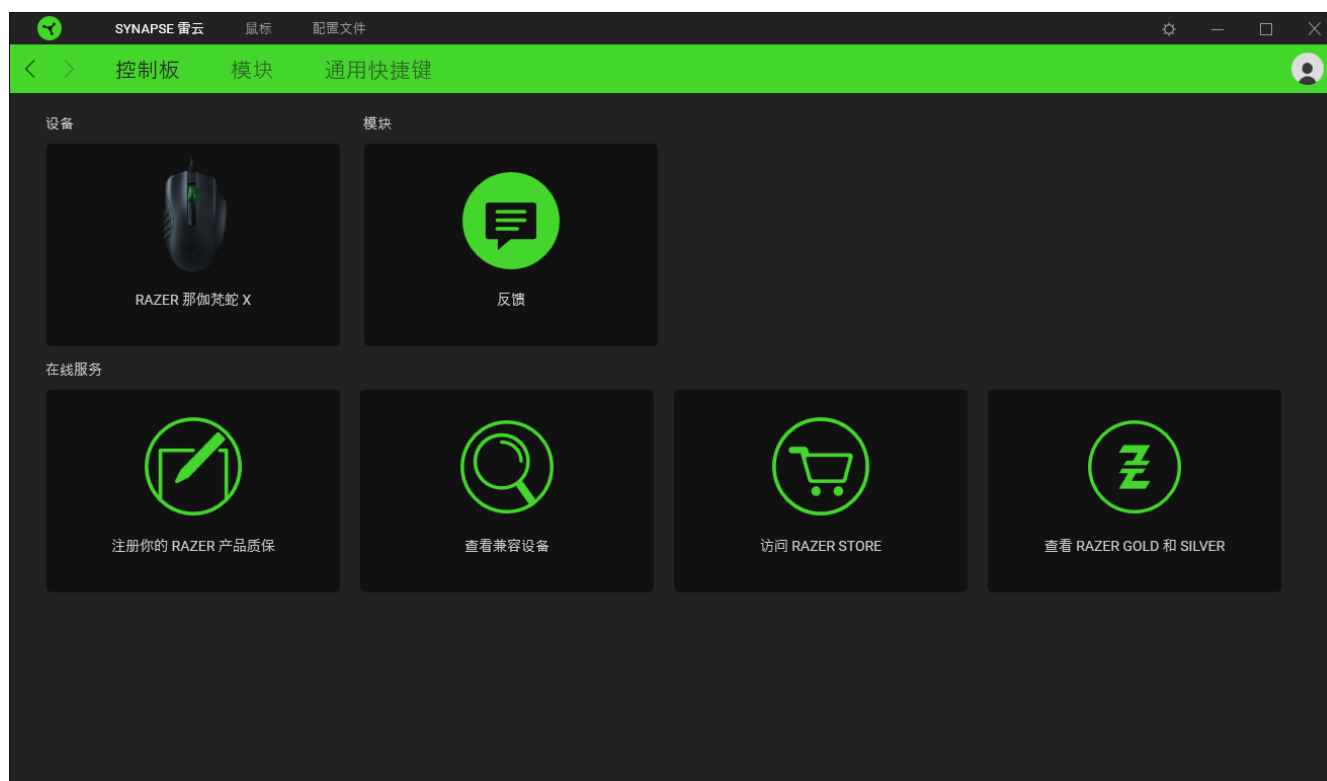 SYNAPSE 雷云 鼠标 配置文件
控制板 模块 通用快捷键
设备 模块
RAZER 那伽梵蛇 X 反馈
在线服务
注册你的 RAZER 产品质保 查看兼容设备 访问 RAZER STORE 查看 RAZER GOLD 和 SILVER